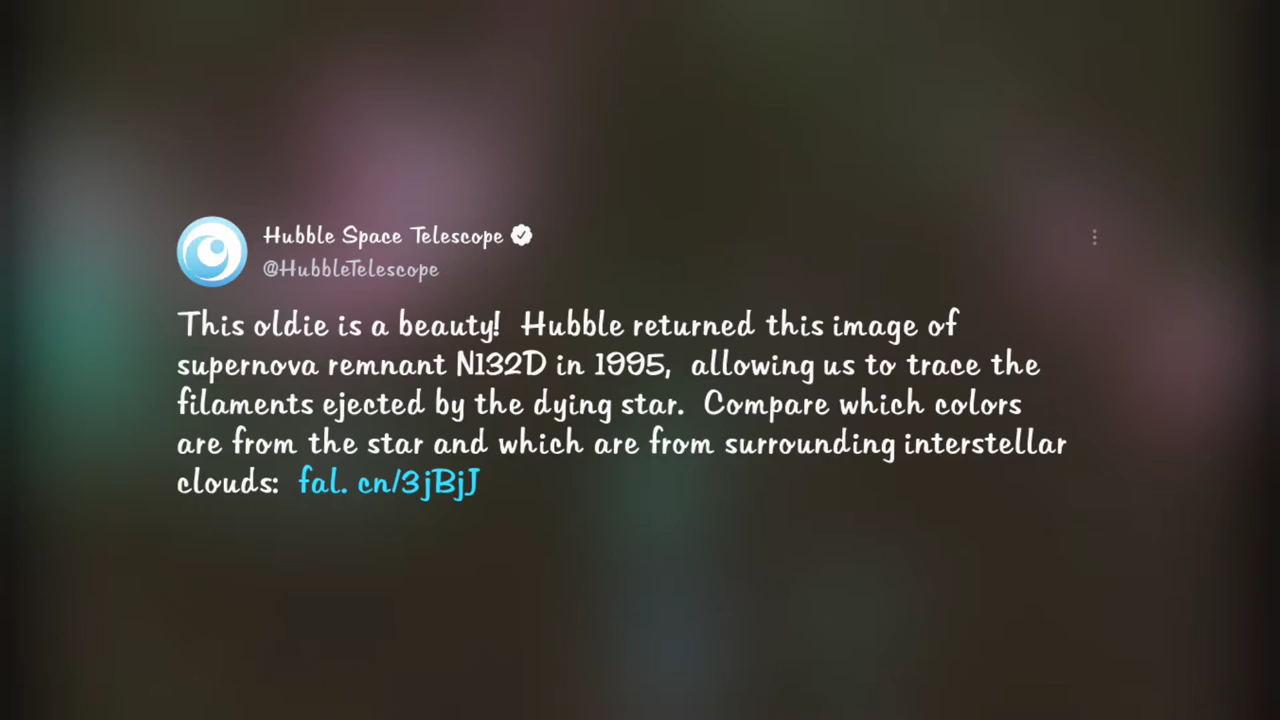 Hubble Space Telescope
@HubbleTelescope
This oldie is a beauty! Hubble returned this image of
supernova remnant N132D in 1995, allowing us to trace the
filaments ejected by the dying star. Compare which colors
are from the star and which are from surrounding interstellar
clouds: fal. cn/3jBjJ